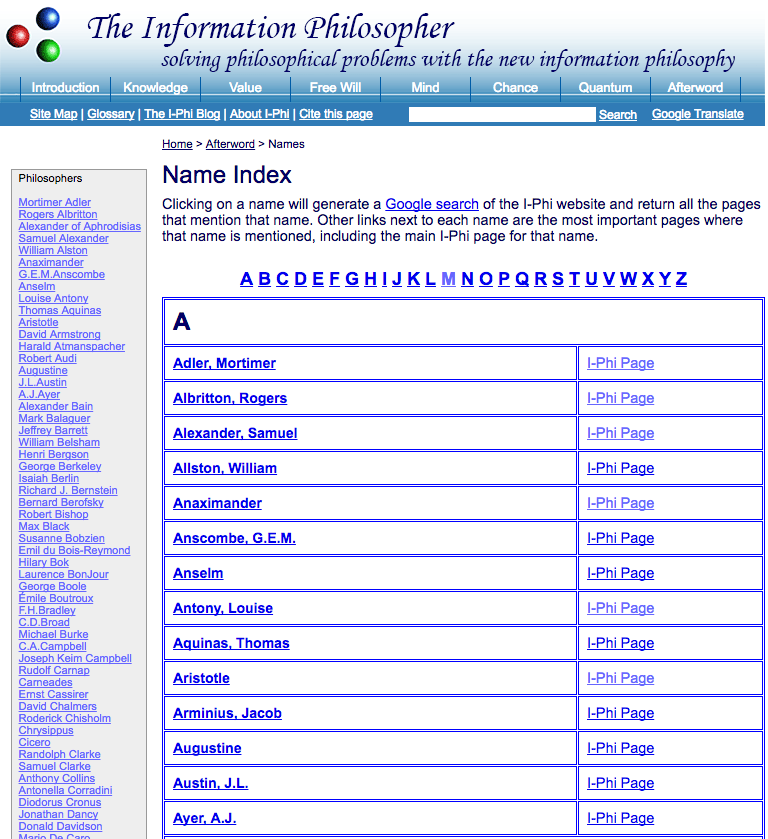 The Information Philosopher
solving philosophical problems with the new information philosophy
Introduction Knowledge Value Free Will Mind Chance Quantum Afterword
Site Map | Glossary | The I-Phi Blog | About I-Phi | Cite this page Search Google Translate
Home > Afterword > Names
Philosophers
Mortimer Adler
Rogers Albritton
Alexander of Aphrodisias
Samuel Alexander
William Alston
Anaximander
G.E.M.Anscombe
Anselm
Louise Antony
Thomas Aquinas
Aristotle
David Armstrong
Harald Atmanspacher
Robert Audi
Augustine
J.L.Austin
A.J.Ayer
Alexander Bain
Mark Balaguer
Jeffrey Barrett
William Belsham
Henri Bergson
George Berkeley
Isaiah Berlin
Richard J. Bernstein
Bernard Berofsky
Robert Bishop
Max Black
Susanne Bobzien
Emil du Bois-Reymond
Hilary Bok
Laurence BonJour
George Boole
Émile Boutroux
F.H.Bradley
C.D.Broad
Michael Burke
C.A.Campbell
Joseph Keim Campbell
Rudolf Carnap
Carneades
Ernst Cassirer
David Chalmers
Roderick Chisholm
Chrysippus
Cicero
Randolph Clarke
Samuel Clarke
Anthony Collins
Antonella Corradini
Diodorus Cronus
Jonathan Dancy
Donald Davidson
Mario De Caro
Name Index
Clicking on a name will generate a Google search of the I-Phi website and return all the pages
that mention that name. Other links next to each name are the most important pages where
that name is mentioned, including the main I-Phi page for that name.
A B C D E F G H I J K L M N O P Q R S T U V W X Y Z
A
Adler, Mortimer I-Phi Page
Albritton, Rogers I-Phi Page
Alexander, Samuel I-Phi Page
Allston, William I-Phi Page
Anaximander I-Phi Page
Anscombe, G.E.M. I-Phi Page
Anselm I-Phi Page
Antony, Louise I-Phi Page
Aquinas, Thomas I-Phi Page
Aristotle I-Phi Page
Arminius, Jacob I-Phi Page
Augustine I-Phi Page
Austin, J.L. I-Phi Page
Ayer, A.J. I-Phi Page